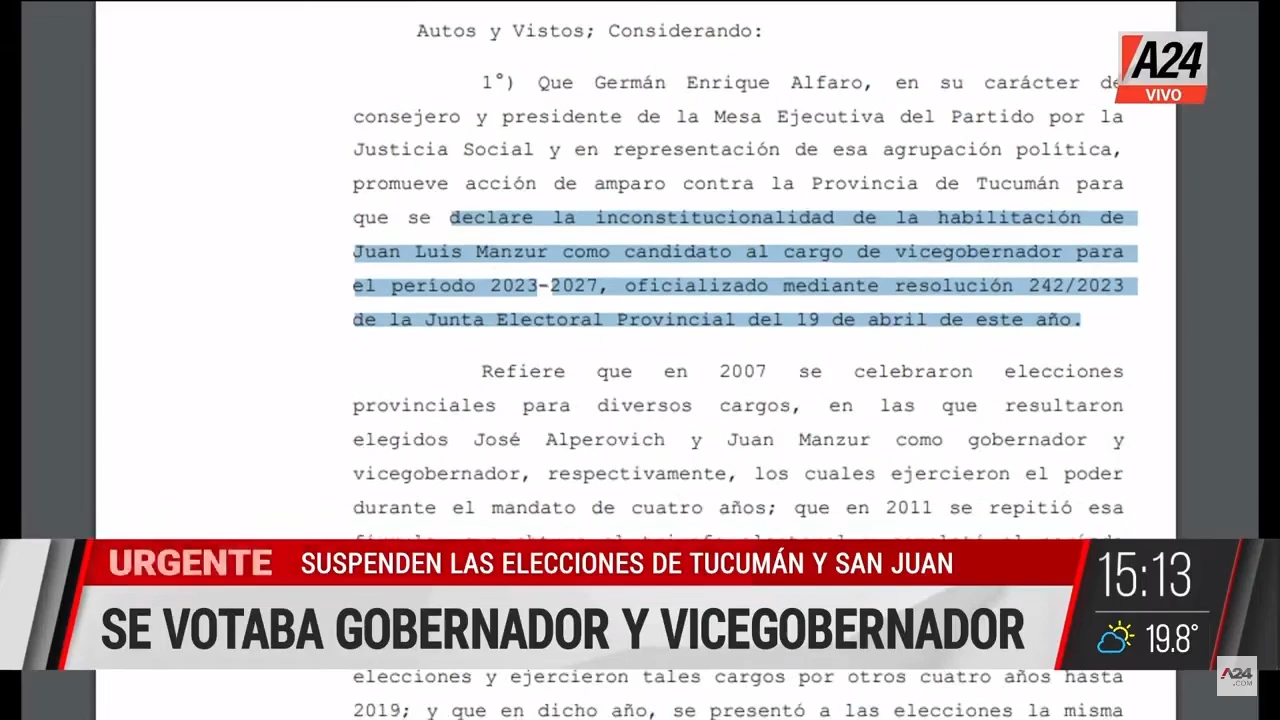 Autos y Vistos; Considerando:
1°) Que Germán Enrique Alfaro, en su carácter de
consejero y presidente de la Mesa Ejecutiva del Partido por la
Justicia Social y en representación de esa agrupación política,
promueve acción de amparo contra la Provincia de Tucumán para
que se declare la inconstitucionalidad de la habilitación de
Juan Luis Manzur como candidato al cargo de vicegobernador para
el período 2023-2027, oficializado mediante resolución 242/2023
de la Junta Electoral Provincial del 19 de abril de este año.
Refiere que en 2007 se celebraron elecciones
provinciales para diversos cargos, en las que resultaron
elegidos José Alperovich y Juan Manzur como gobernador y
vicegobernador, respectivamente, los cuales ejercieron el poder
durante el mandato de cuatro años; que en 2011 se repitió esa
elecciones y ejercieron tales cargos por otros cuatro años hasta
2019; y que en dicho año, se presentó a las elecciones la misma
A24
VIVO
URGENTE SUSPENDEN LAS ELECCIONES DE TUCUMÁN Y SAN JUAN
SE VOTABA GOBERNADOR Y VICEGOBERNADOR
15:13
19.8°
A24
.COM